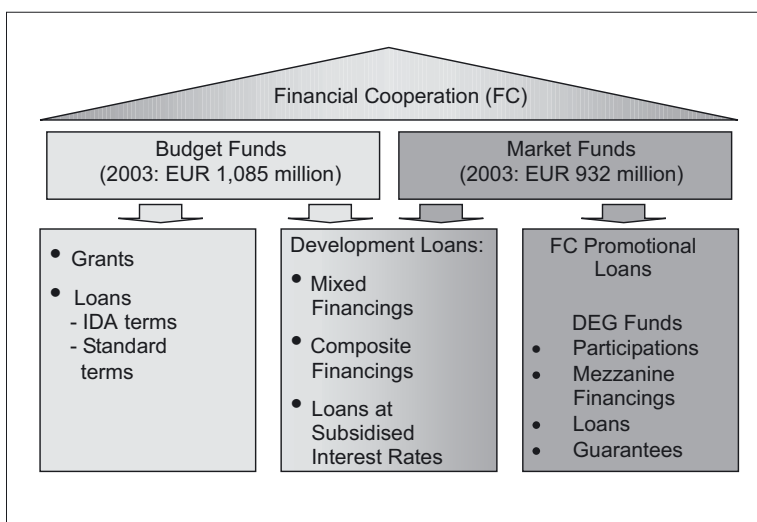 Financial Cooperation (FC)
Budget Funds
(2003: EUR 1,085 million)
Market Funds
(2003: EUR 932 million)
• Grants
• Loans
- IDA terms
- Standard
terms
Development Loans:
• Mixed
Financings
• Composite
Financings
• Loans at
Subsidised
Interest Rates
FC Promotional
Loans
DEG Funds
• Participations
• Mezzanine
Financings
• Loans
• Guarantees